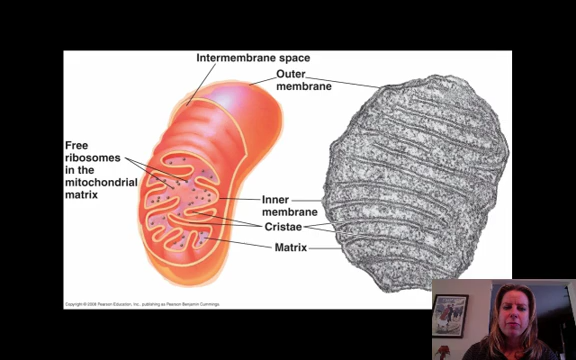 Intermembrane space
Outer
membrane
Free
ribosomes
in the
mitochondrial
matrix
Inner
membrane
Cristae
Matrix
Copyright © 2008 Pearson Education, Inc., publishing as Pearson Benjamin Cummings.